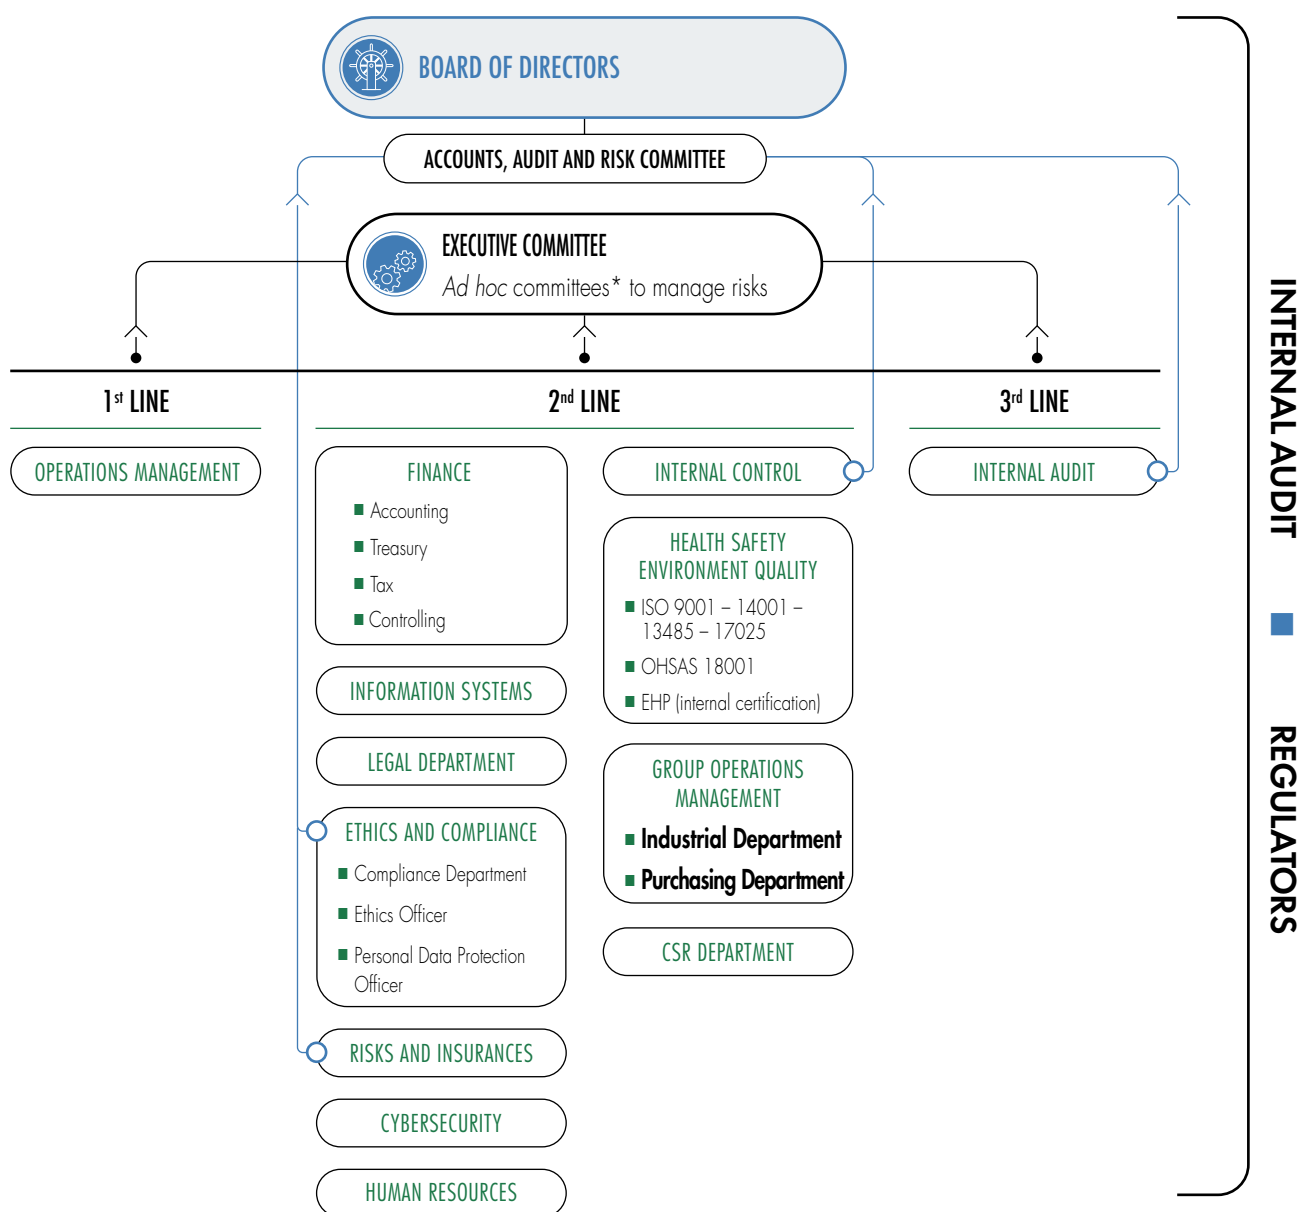 BOARD OF DIRECTORS
ACCOUNTS, AUDIT AND RISK COMMITTEE
EXECUTIVE COMMITTEE
Ad hoc committees* to manage risks
1st LINE
2nd LINE
3rd LINE
OPERATIONS MANAGEMENT
FINANCE
■ Accounting
■ Treasury
■ Tax
■ Controlling
INFORMATION SYSTEMS
LEGAL DEPARTMENT
ETHICS AND COMPLIANCE
■ Compliance Department
■ Ethics Officer
■ Personal Data Protection
Officer
RISKS AND INSURANCES
CYBERSECURITY
HUMAN RESOURCES
INTERNAL CONTROL
HEALTH SAFETY
ENVIRONMENT QUALITY
■ ISO 9001 – 14001 –
13485 – 17025
■ OHSAS 18001
■ EHP (internal certification)
GROUP OPERATIONS
MANAGEMENT
■ Industrial Department
■ Purchasing Department
CSR DEPARTMENT
INTERNAL AUDIT
INTERNAL AUDIT ■ REGULATORS